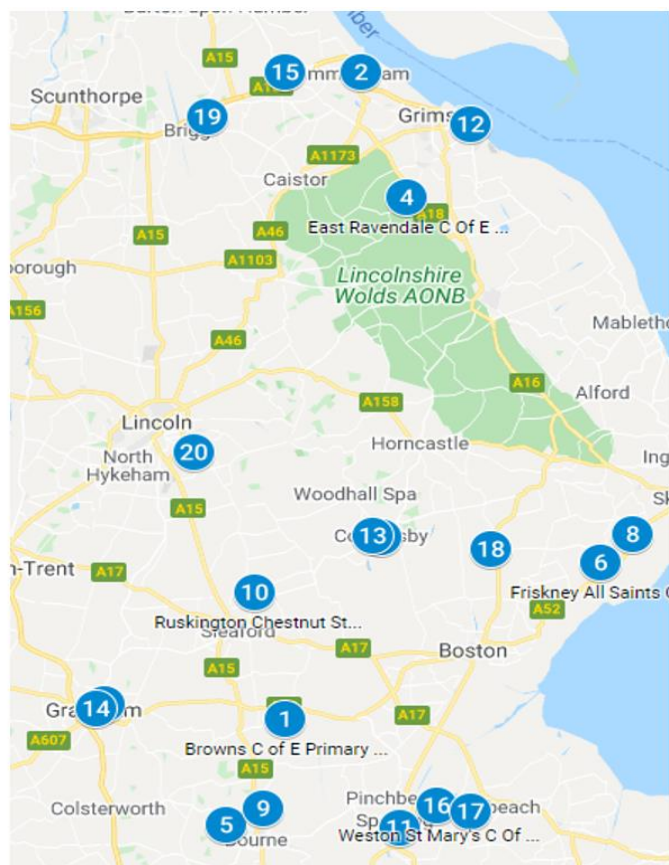 15
2
Scunthorpe
A15
19
Brigg
12
A1173
Caistor
4
A18
East Ravendale C Of E ...
A15
A46
A1103
Lincolnshire
Wolds AONB
A156
A46
A16
Alford
A158
Lincoln
Horncastle
North
Hykeham
20
Woodhall Spa
A15
13
18
8
6
A17
10
Friskney All Saints
Ruskington Chestnut St...
A52
Sleaford
A17
Boston
A15
14
1
A17
A607
Browns C of E Primary ...
A15
Colsterworth
5
9
Bourne
16
17
11
Weston St Mary's C Of ...